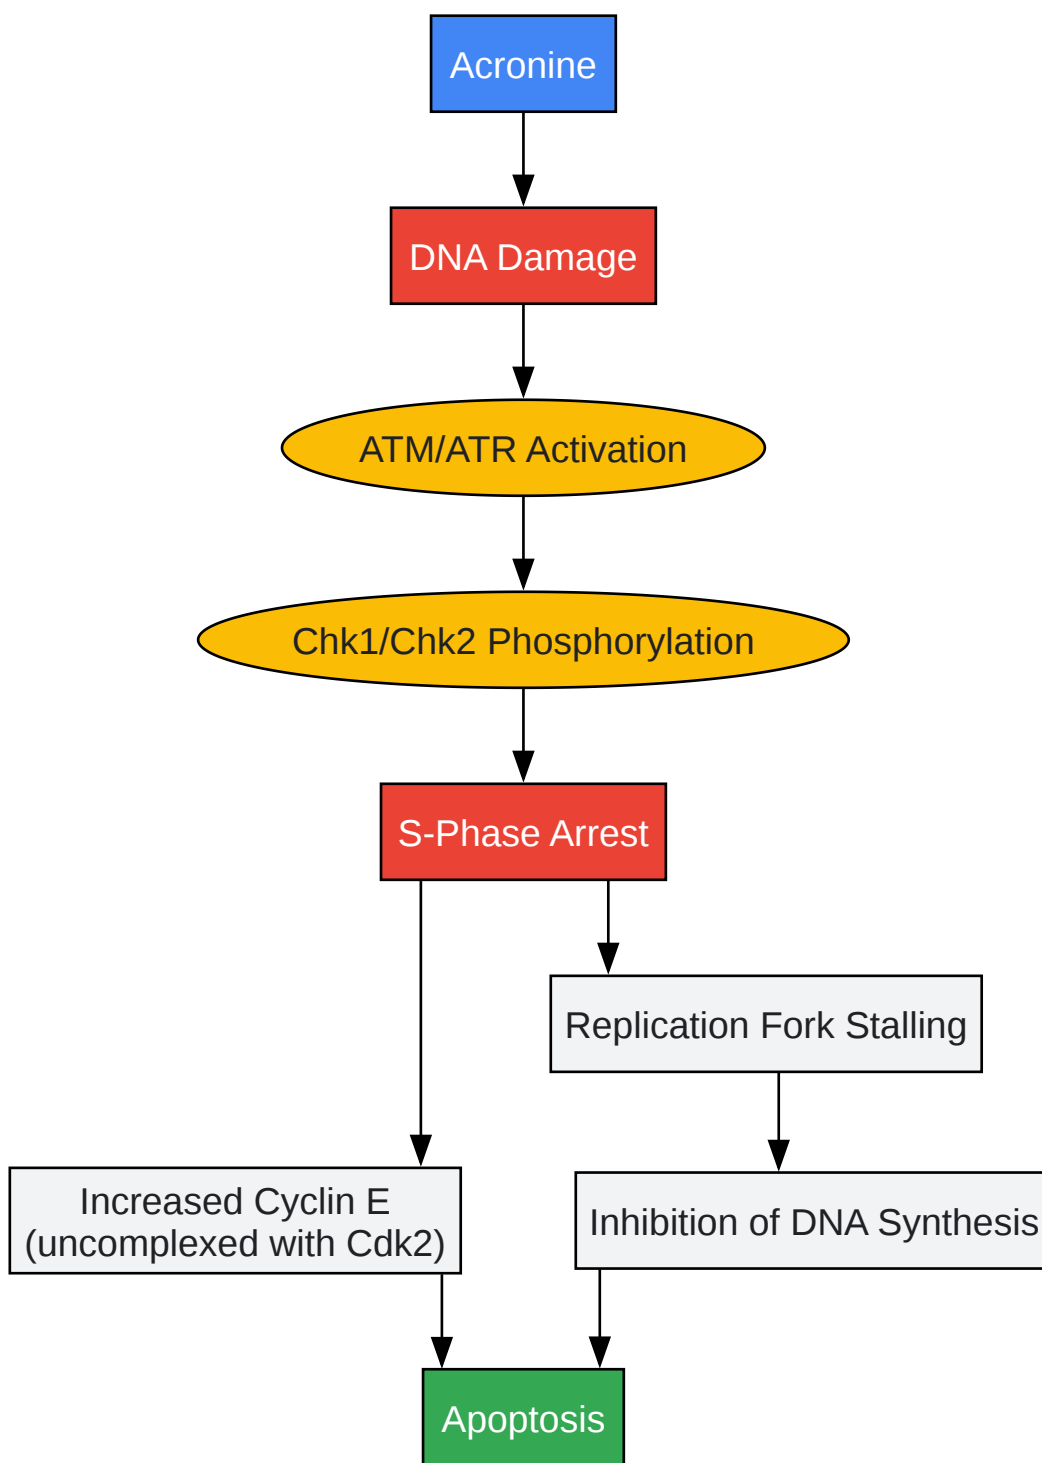 Acronine
DNA Damage
ATM/ATR Activation
Chk1/Chk2 Phosphorylation
S-Phase Arrest
Replication Fork Stalling
Increased Cyclin E
(uncomplexed with Cdk2)
Inhibition of DNA Synthesis
Apoptosis